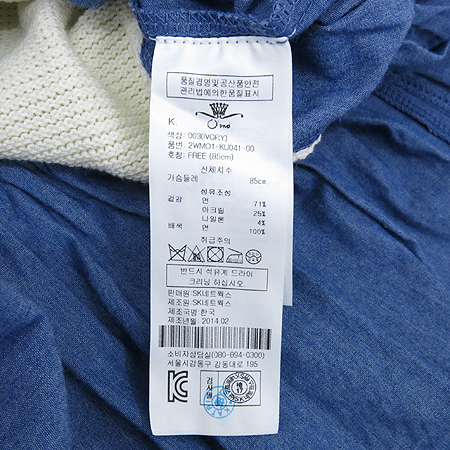 품질경영및공산품안전
관리법에의한품질표시
K.
색상: 003(IVORY)
품번: 2WMO1-KU041-00
호칭: FREE (85cm)
신체치수
가슴둘레 85cm
섬유조성
겉감 면 71%
아크릴 25%
나일론 4%
배색 면 100%
취급주의
반드시 석유계 드라이
크리닝 하십시오.
판매원: SK네트웍스
제조원: SK네트웍스
제조국명: 한국
제조년월: 2014.02
소비자상담실(080-894-0300)
서울시강동구 강동대로 195
검사필